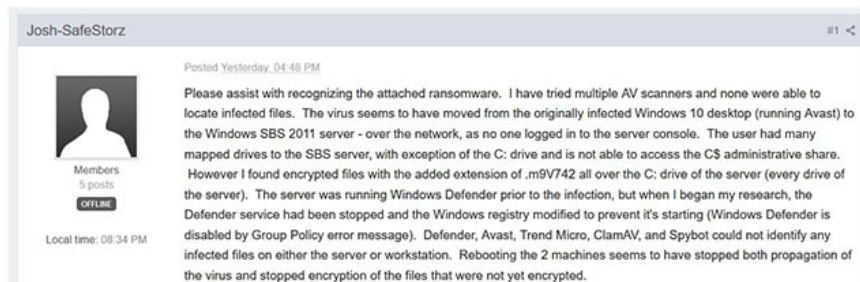 Josh-SafeStorz #1
Posted Yesterday, 04:48 PM
Please assist with recognizing the attached ransomware. I have tried multiple AV scanners and none were able to
locate infected files. The virus seems to have moved from the originally infected Windows 10 desktop (running Avast) to
the Windows SBS 2011 server - over the network, as no one logged in to the server console. The user had many
mapped drives to the SBS server, with exception of the C: drive and is not able to access the C$ administrative share.
However I found encrypted files with the added extension of .m9V742 all over the C: drive of the server (every drive of
the server). The server was running Windows Defender prior to the infection, but when I began my research, the
Defender service had been stopped and the Windows registry modified to prevent it's starting (Windows Defender is
disabled by Group Policy error message). Defender, Avast, Trend Micro, ClamAV, and Spybot could not identify any
infected files on either the server or workstation. Rebooting the 2 machines seems to have stopped both propagation of
the virus and stopped encryption of the files that were not yet encrypted.
Members
5 posts
OFFLINE
Local time: 08:34 PM